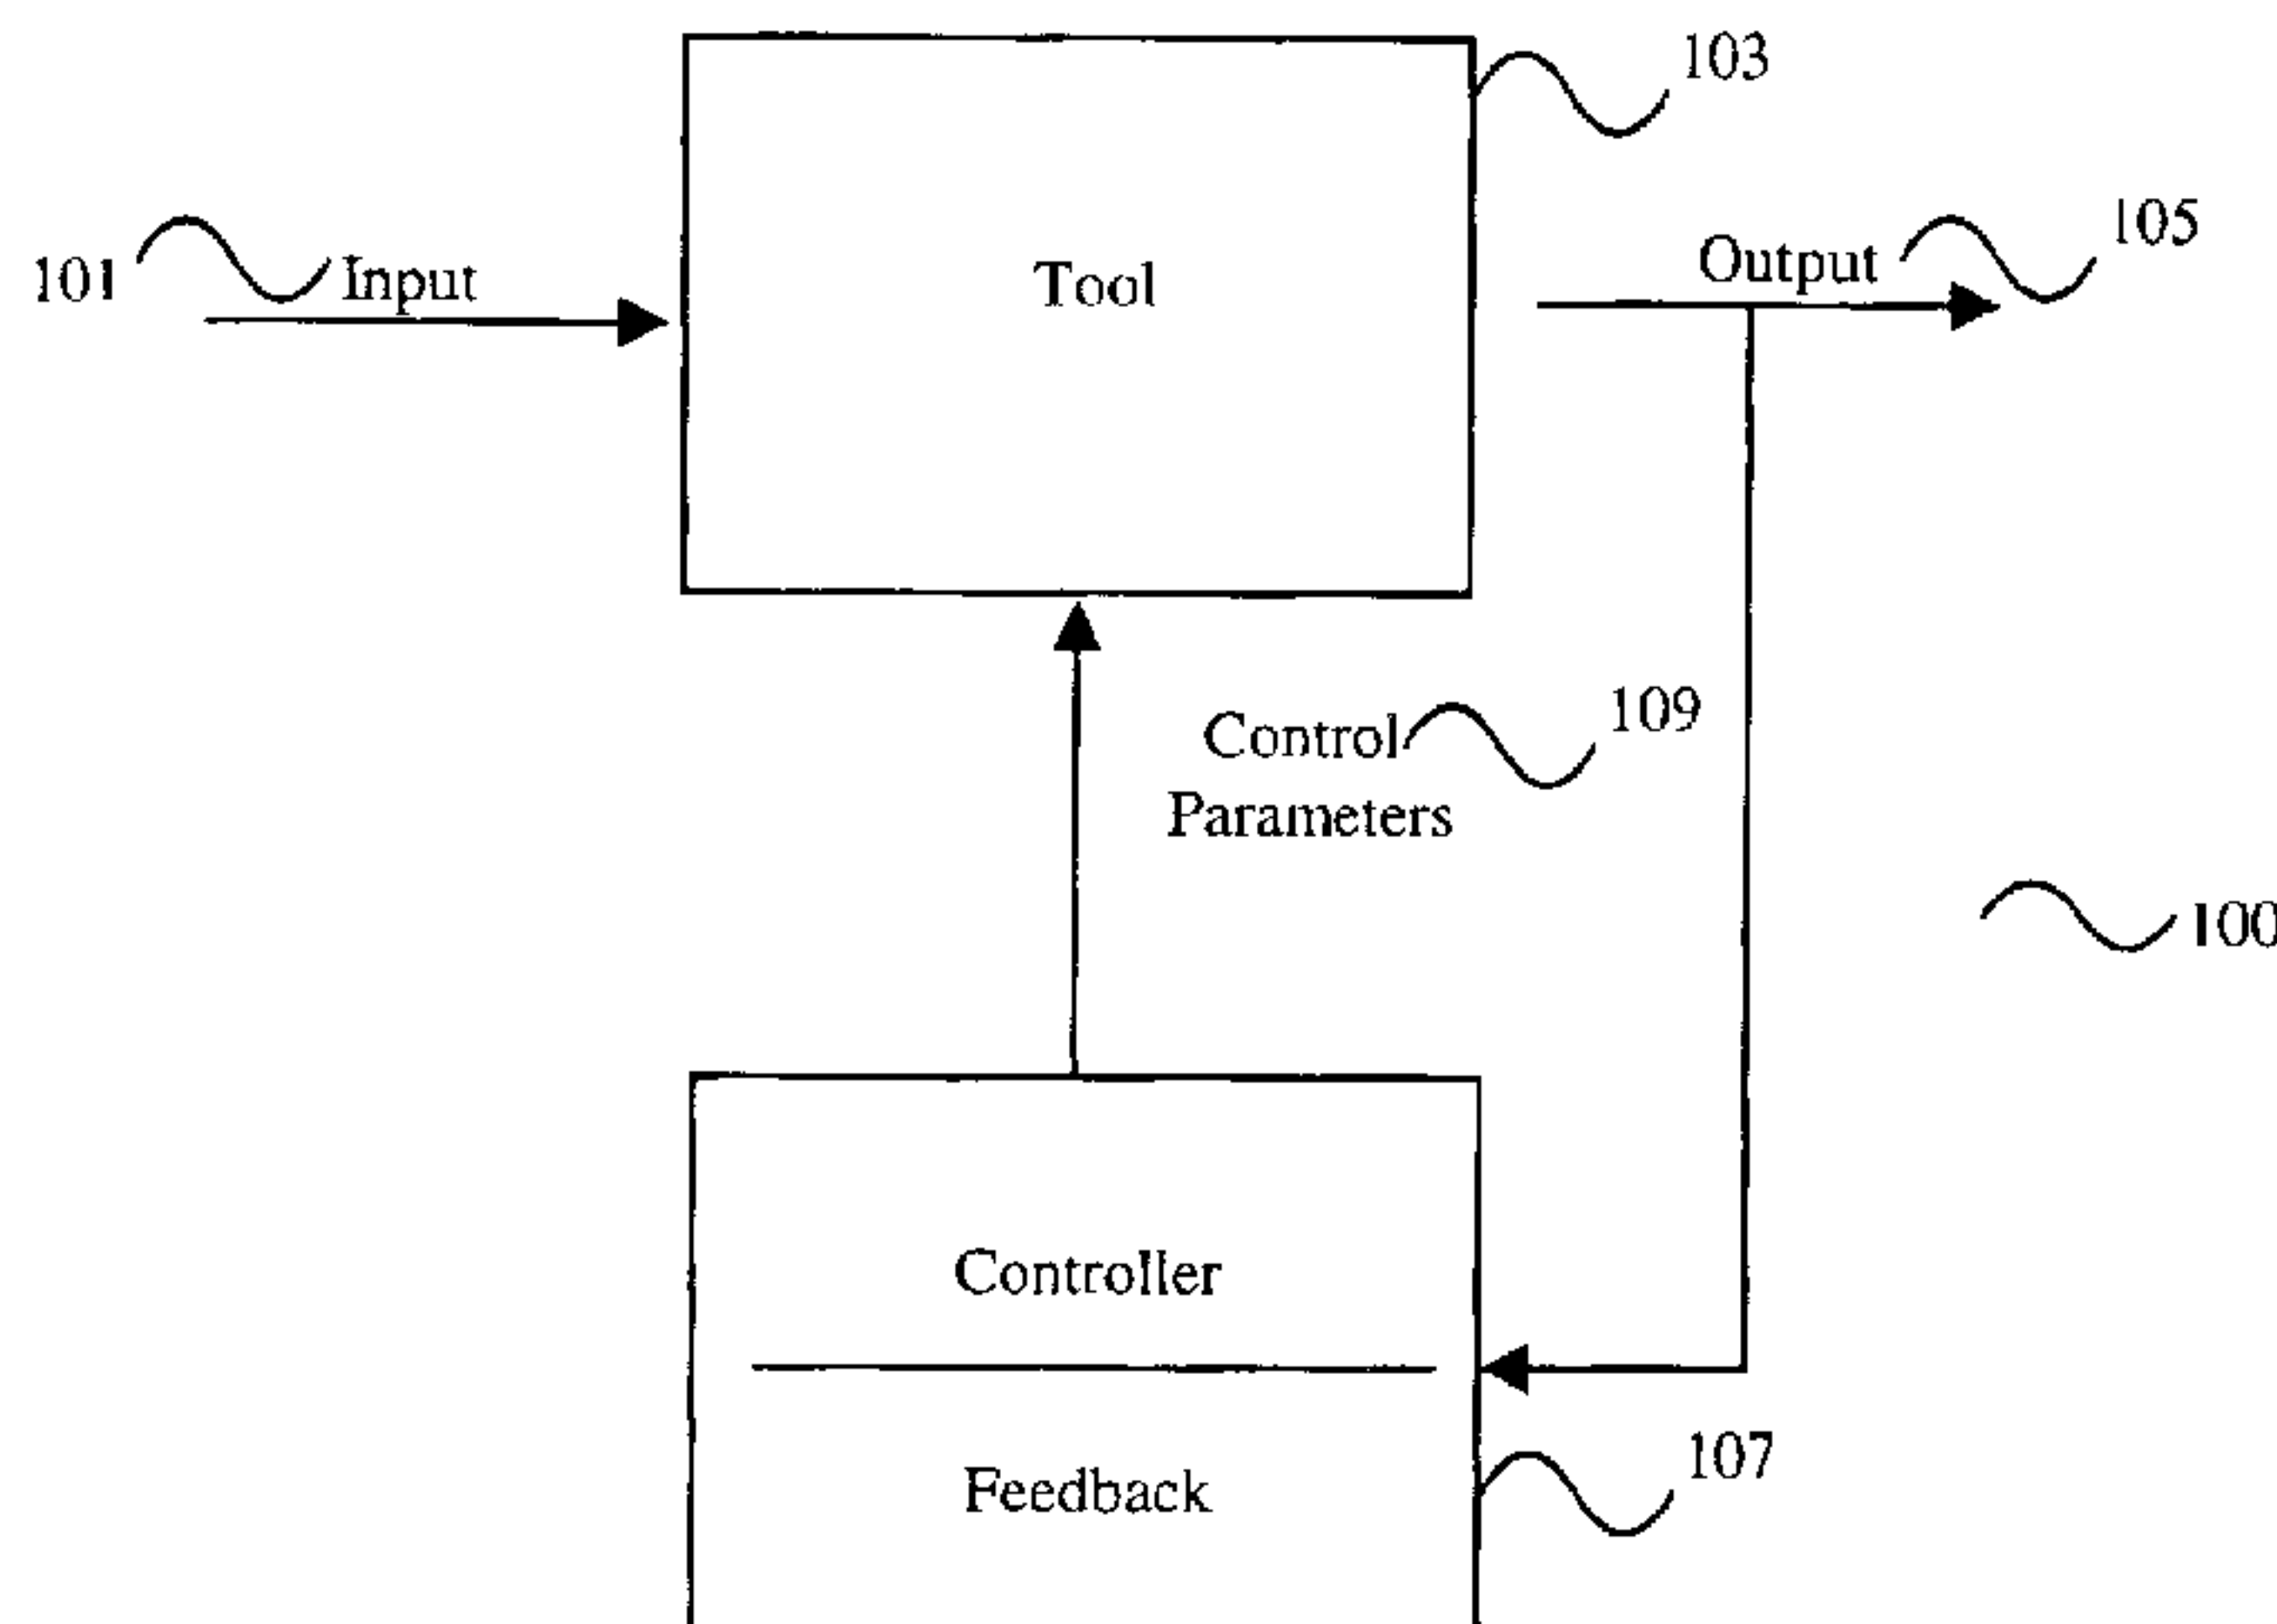 103
105
Output
101
Input
Tool
109
Control
Parameters
100
Controller
107
Feedback